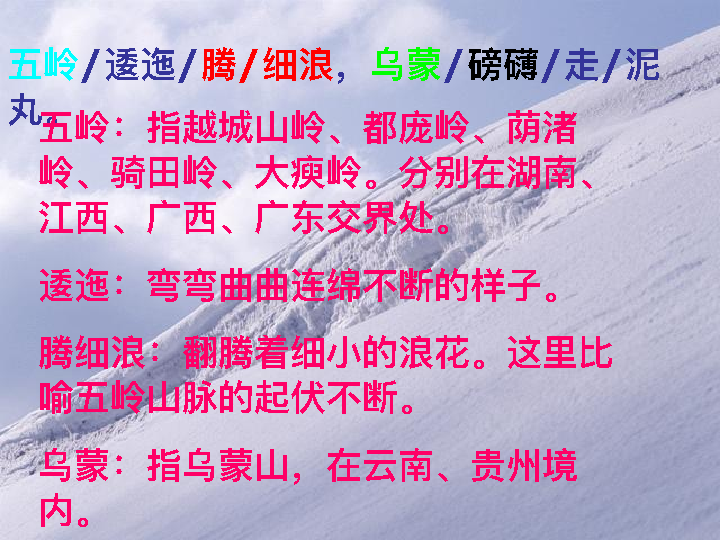 五岭/逶迤/腾/细浪，乌蒙/磅礴/走/泥
丸。
五岭：指越城山岭、都庞岭、荫渚
岭、骑田岭、大瘐岭。分别在湖南、
江西、广西、广东交界处。
逶迤：弯弯曲曲连绵不断的样子。
腾细浪：翻腾着细小的浪花。这里比
喻五岭山脉的起伏不断。
乌蒙：指乌蒙山，在云南、贵州境
内。